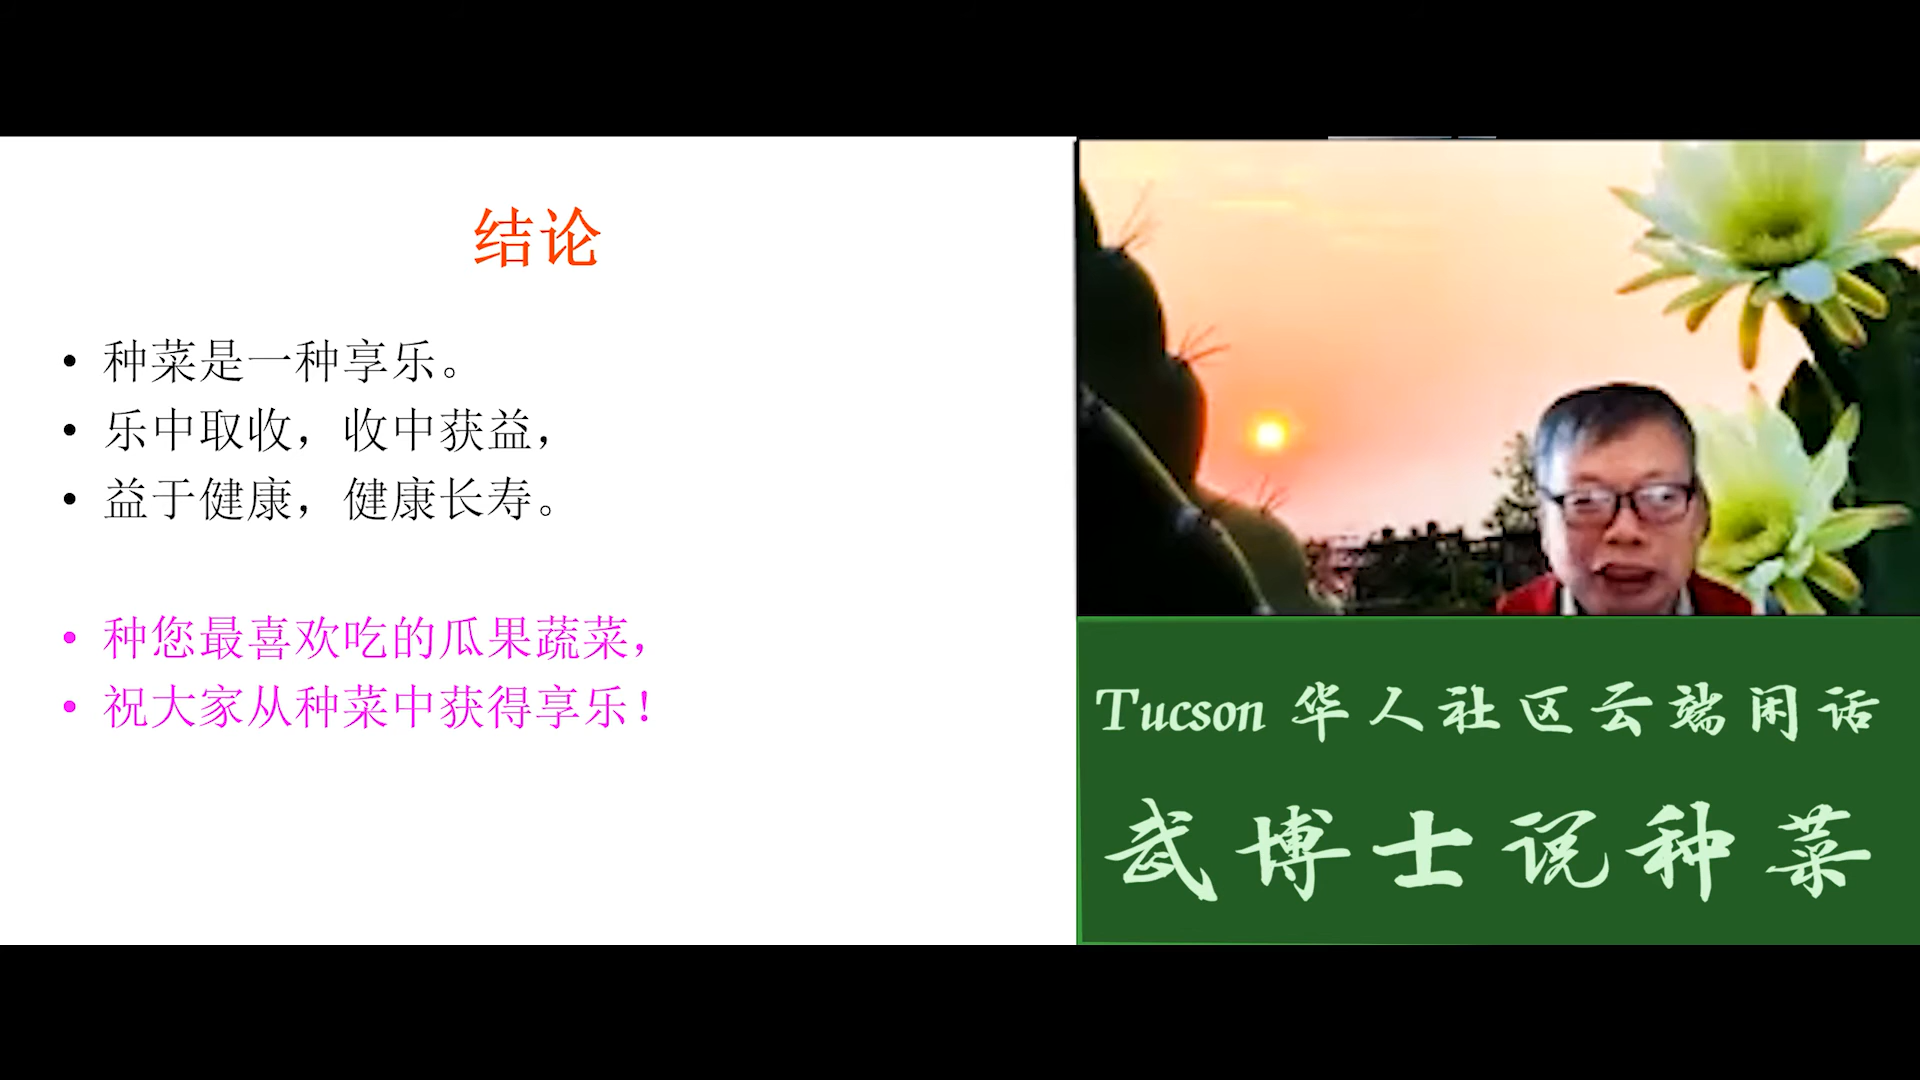 结论
• 种菜是一种享乐。
• 乐中取收，收中获益，
• 益于健康，健康长寿。
• 种您最喜欢吃的瓜果蔬菜，
• 祝大家从种菜中获得享乐！
Tucson 华人社区云端闲话
武博士说种菜